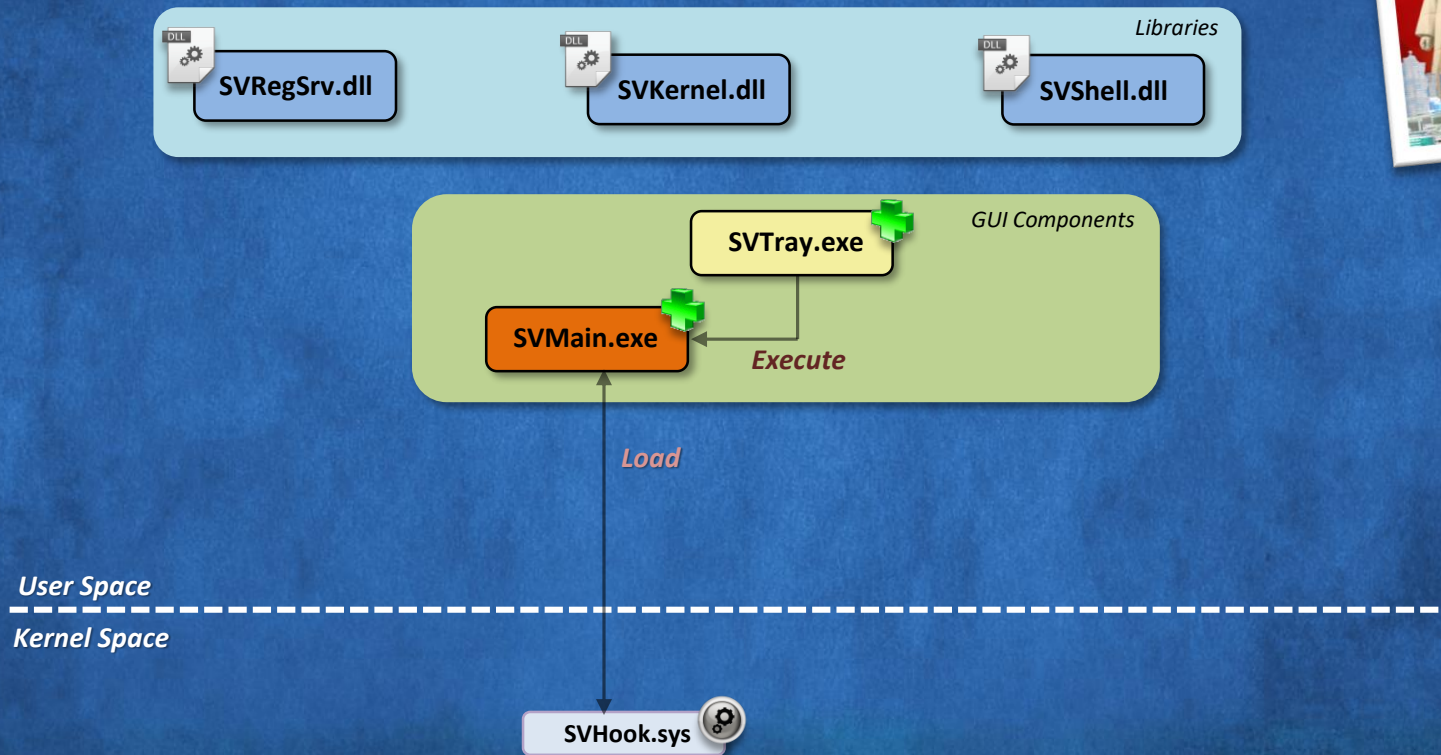 Libraries
DLL
SVRegSrv.dll
DLL
SVKernel.dll
DLL
SVShell.dll
GUI Components
SVTray.exe
SVMain.exe
Execute
Load
User Space
Kernel Space
SVHook.sys